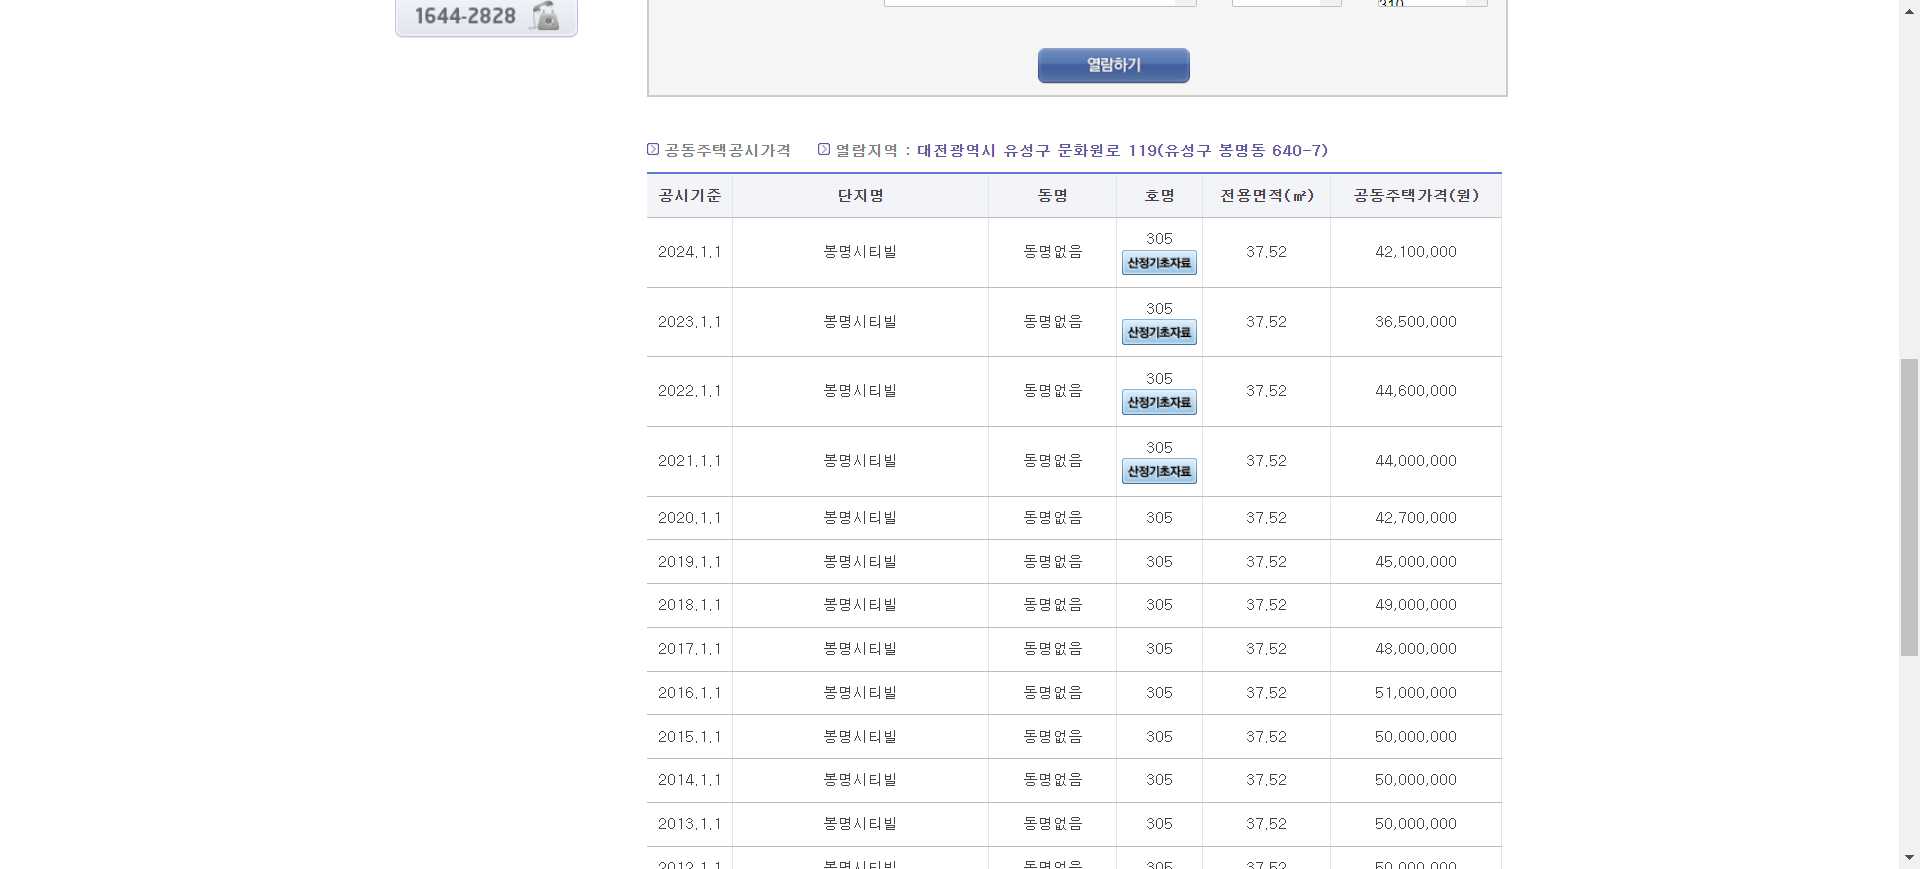 1644-2828
310
열람하기
공동주택공시가격 열람지역 : 대전광역시 유성구 문화원로 119(유성구 봉명동 640-7)
공시기준 단지명 동명 호명 전용면적(㎡) 공동주택가격(원)
2024.1.1 봉명시티빌 동명없음 305 산정기초자료 37.52 42,100,000
2023.1.1 봉명시티빌 동명없음 305 산정기초자료 37.52 36,500,000
2022.1.1 봉명시티빌 동명없음 305 산정기초자료 37.52 44,600,000
2021.1.1 봉명시티빌 동명없음 305 산정기초자료 37.52 44,000,000
2020.1.1 봉명시티빌 동명없음 305 37.52 42,700,000
2019.1.1 봉명시티빌 동명없음 305 37.52 45,000,000
2018.1.1 봉명시티빌 동명없음 305 37.52 49,000,000
2017.1.1 봉명시티빌 동명없음 305 37.52 48,000,000
2016.1.1 봉명시티빌 동명없음 305 37.52 51,000,000
2015.1.1 봉명시티빌 동명없음 305 37.52 50,000,000
2014.1.1 봉명시티빌 동명없음 305 37.52 50,000,000
2013.1.1 봉명시티빌 동명없음 305 37.52 50,000,000
2012.1.1 봉명시티빌 동명없음 305 37.52 50,000,000